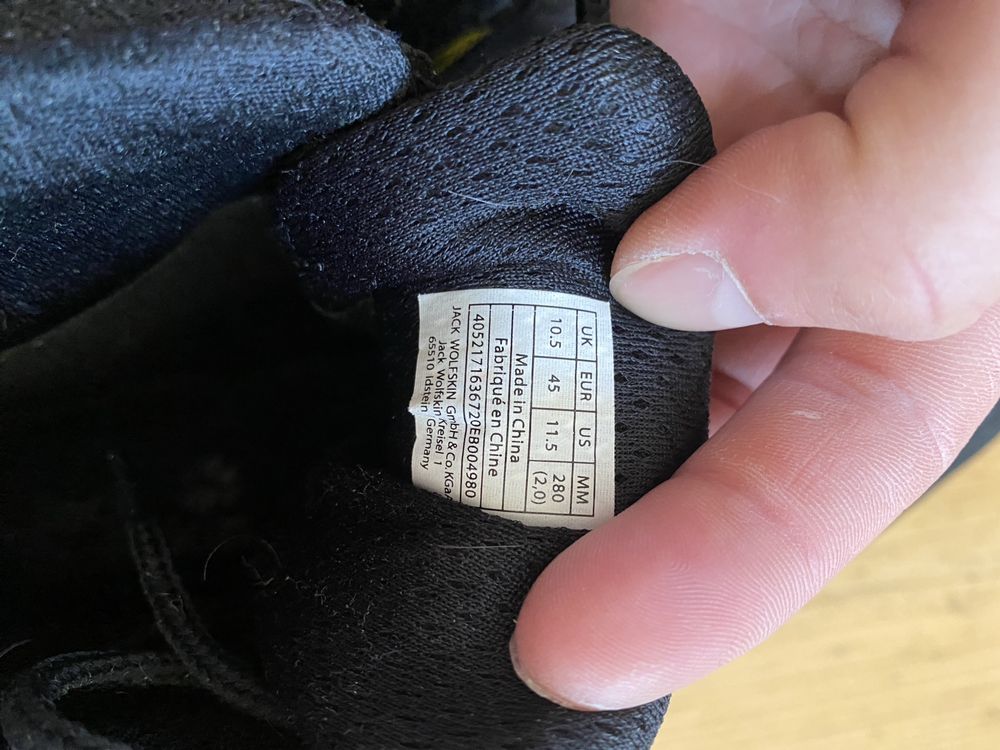 UK EUR US MM
10.5 45 11.5 280
(2,0)
Made in China
Fabriqué en Chine
4052171636720EB004980
JACK WOLFSKIN GmbH & Co. KGaA
Jack Wolfskin Kreisel 1
65510 Idstein Germany